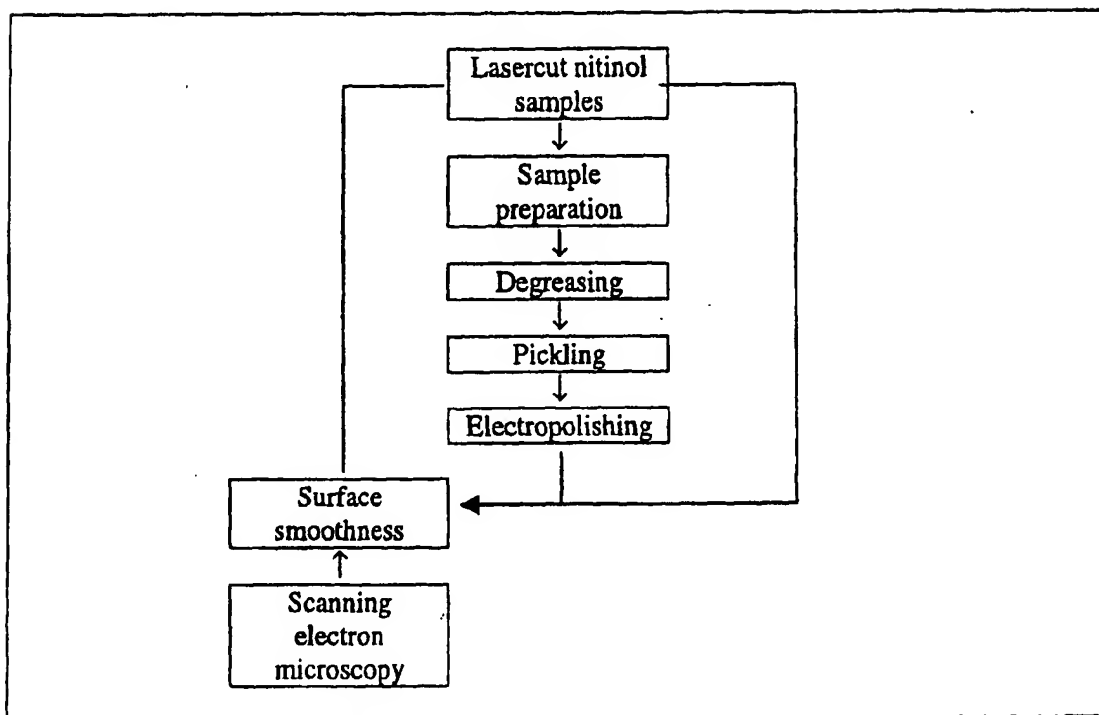 Lasercut nitinol
samples
Sample
preparation
Degreasing
Pickling
Electropolishing
Surface
smoothness
Scanning
electron
microscopy